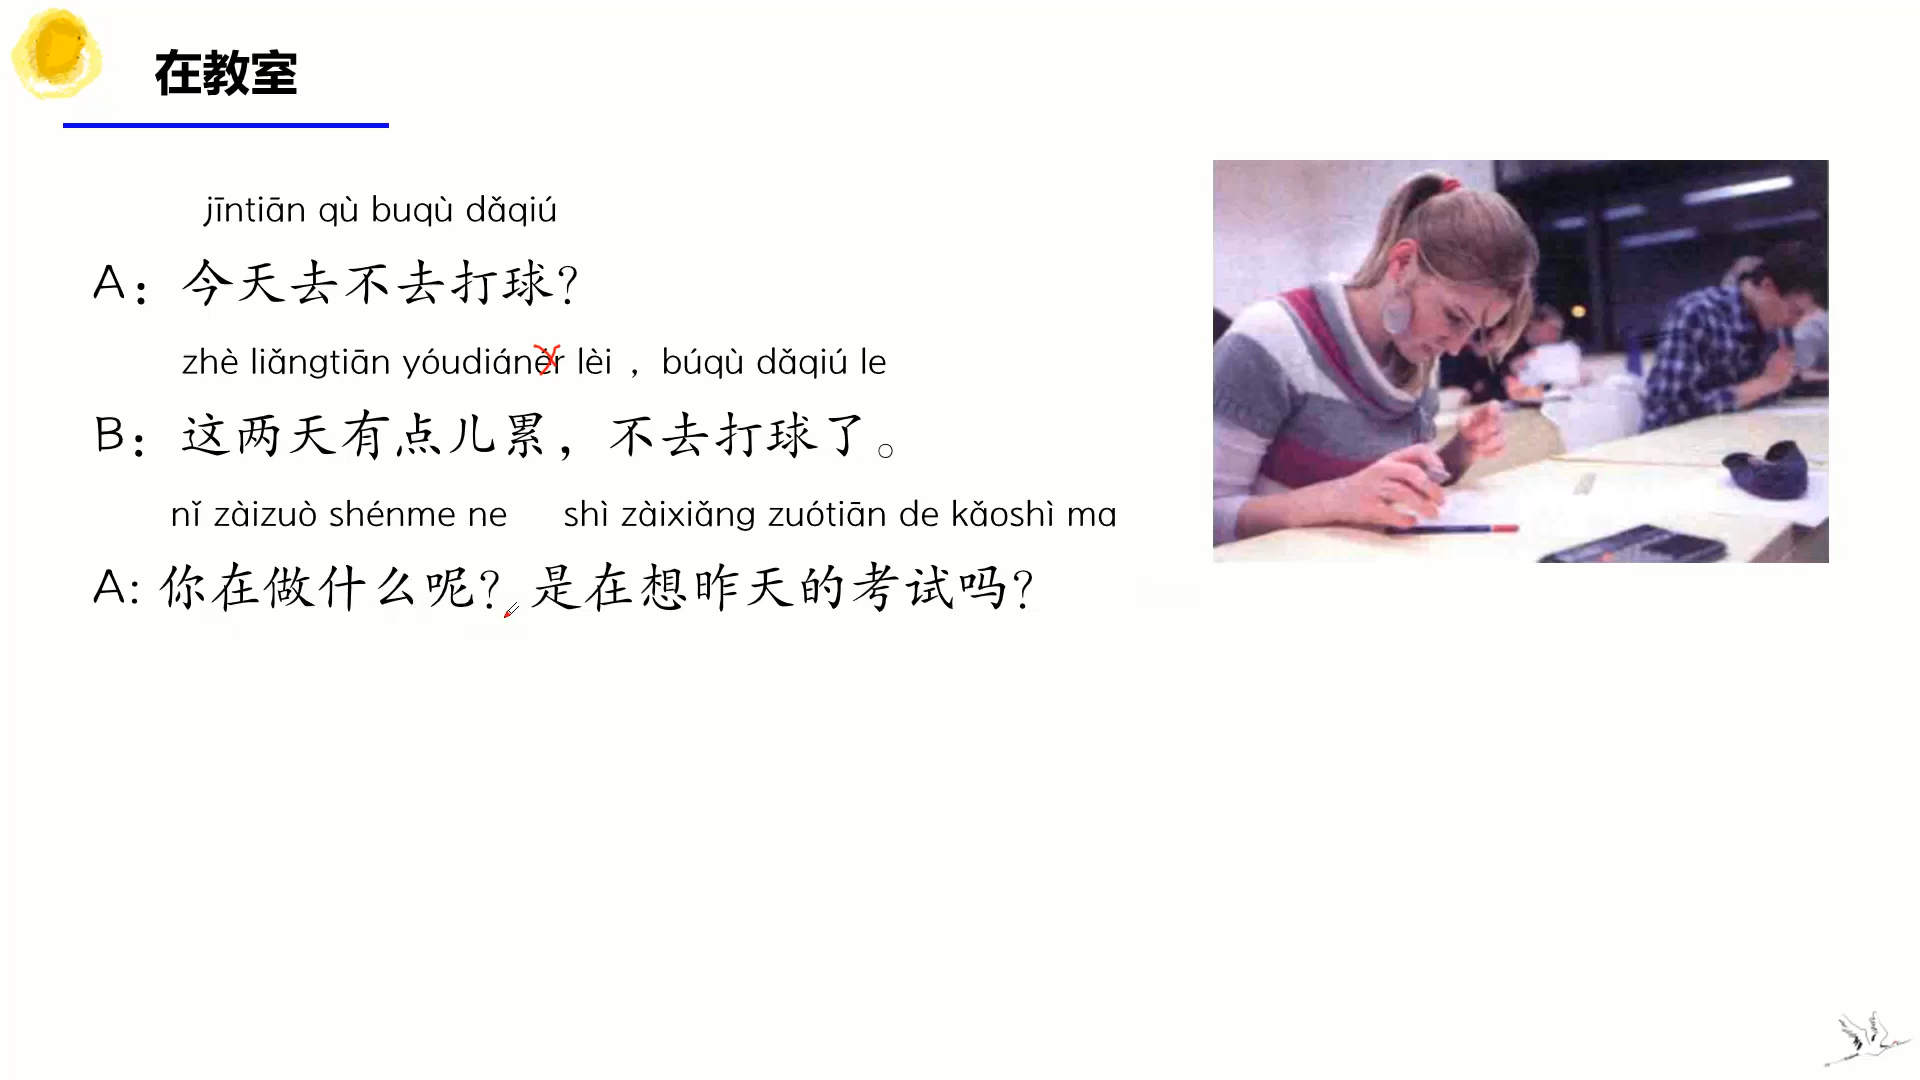 在教室
jīntiān qù buqù dǎqiú
A：今天去不去打球？
zhè liǎngtiān yóudiánér lèi ，búqù dǎqiú le
B：这两天有点儿累，不去打球了。
nǐ zàizuò shénme ne   shì zàixiǎng zuótiān de kǎoshì ma
A: 你在做什么呢？是在想昨天的考试吗？